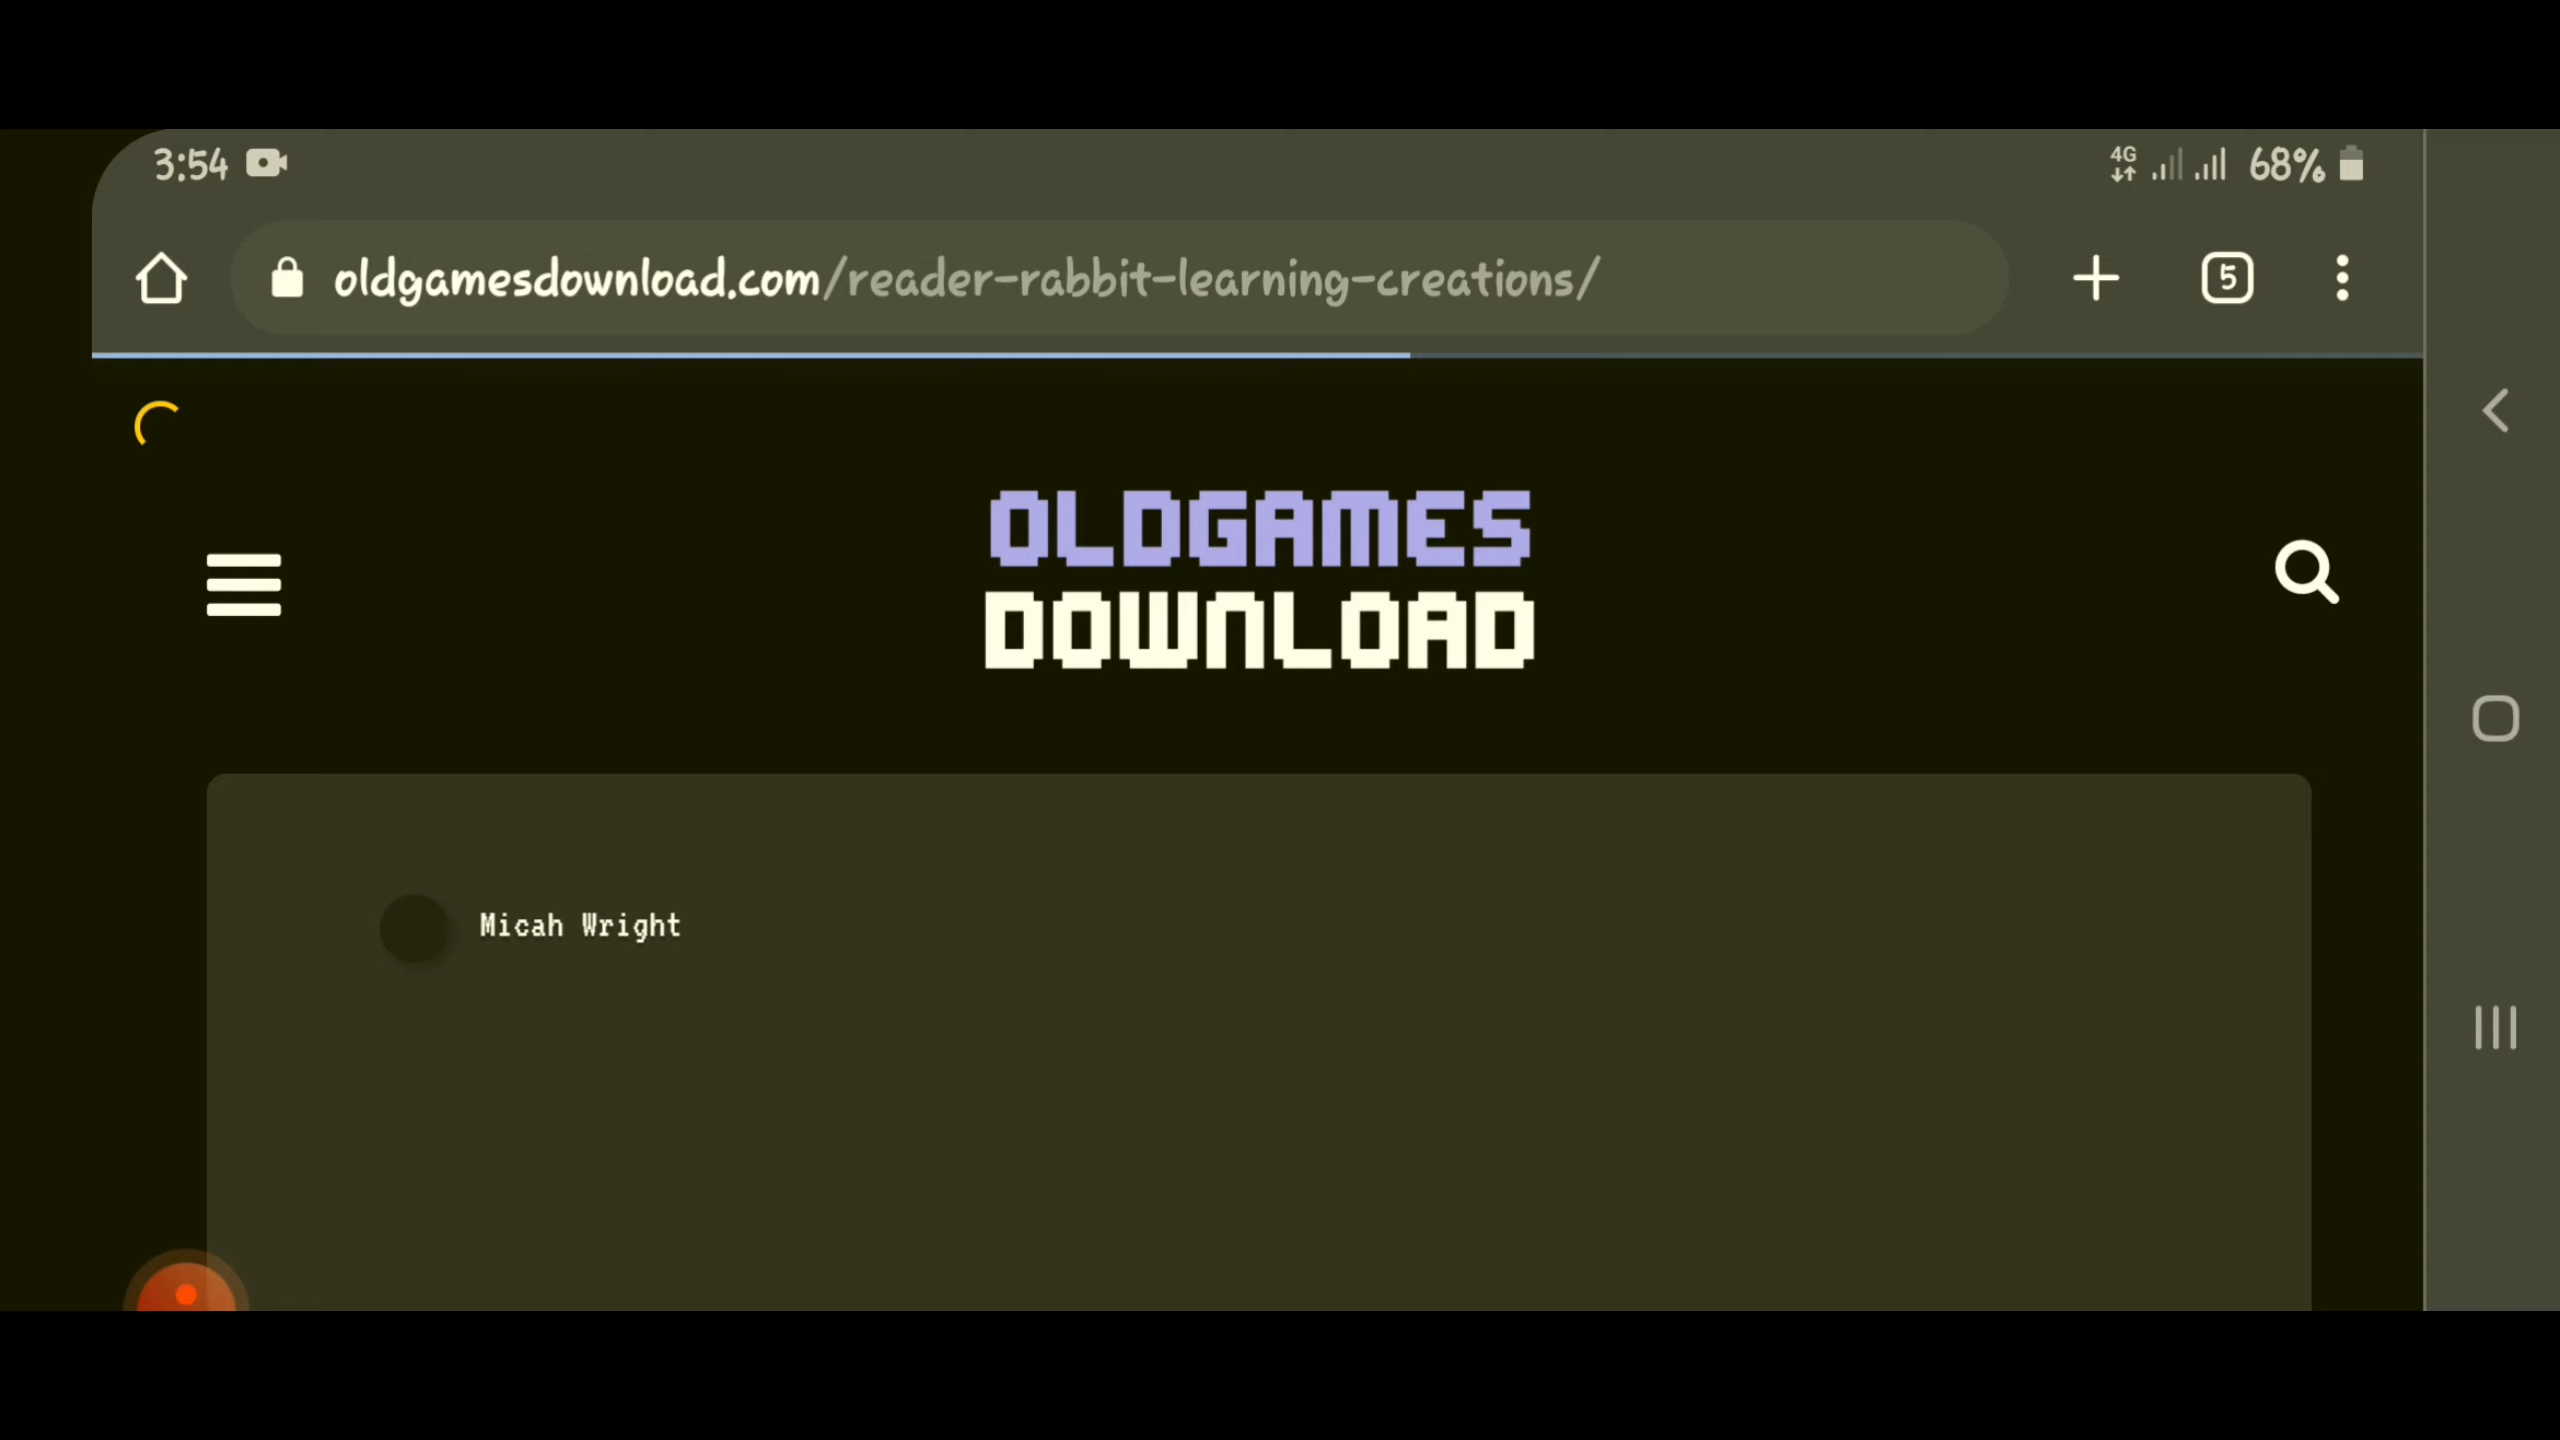 3:54
4G
68%
oldgamesdownload.com/reader-rabbit-learning-creations/
5
OLDGAMES
DOWNLOAD
Micah Wright